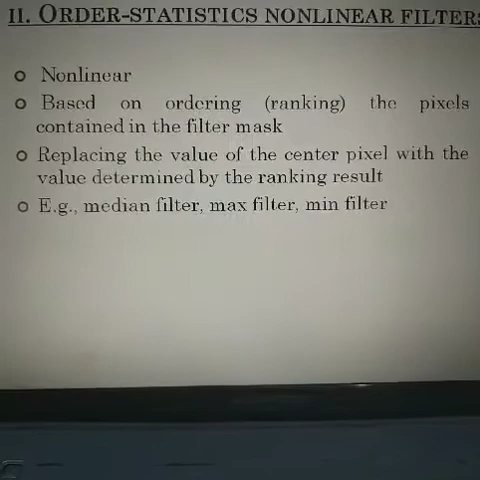 11. ORDER-STATISTICS NONLINEAR FILTERS
o Nonlinear
o Based on ordering (ranking) the pixels
contained in the filter mask
o Replacing the value of the center pixel with the
value determined by the ranking result
o E.g., median filter, max filter, min filter